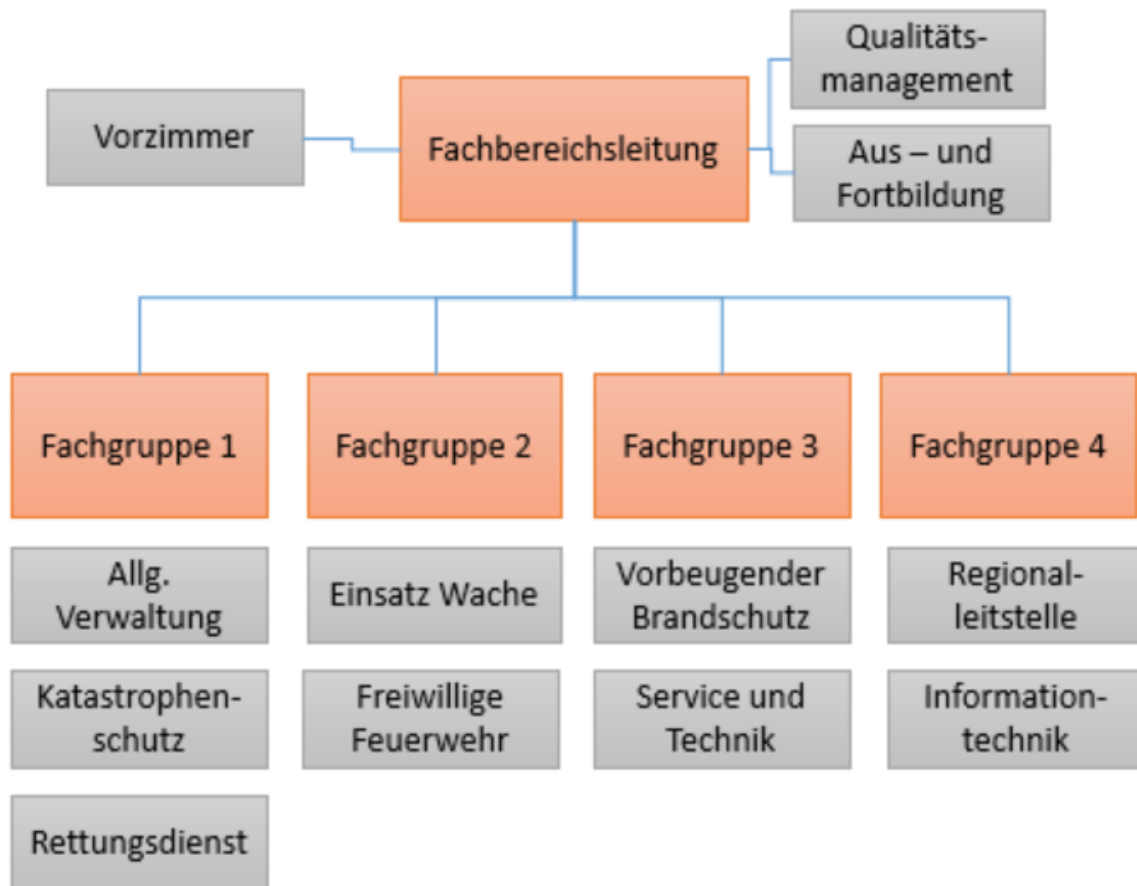 Qualitäts-
management
Vorzimmer
Fachbereichsleitung
Aus – und
Fortbildung
Fachgruppe 1
Fachgruppe 2
Fachgruppe 3
Fachgruppe 4
Allg.
Verwaltung
Einsatz Wache
Vorbeugender
Brandschutz
Regional-
leitstelle
Katastrophen-
schutz
Freiwillige
Feuerwehr
Service und
Technik
Information-
technik
Rettungsdienst